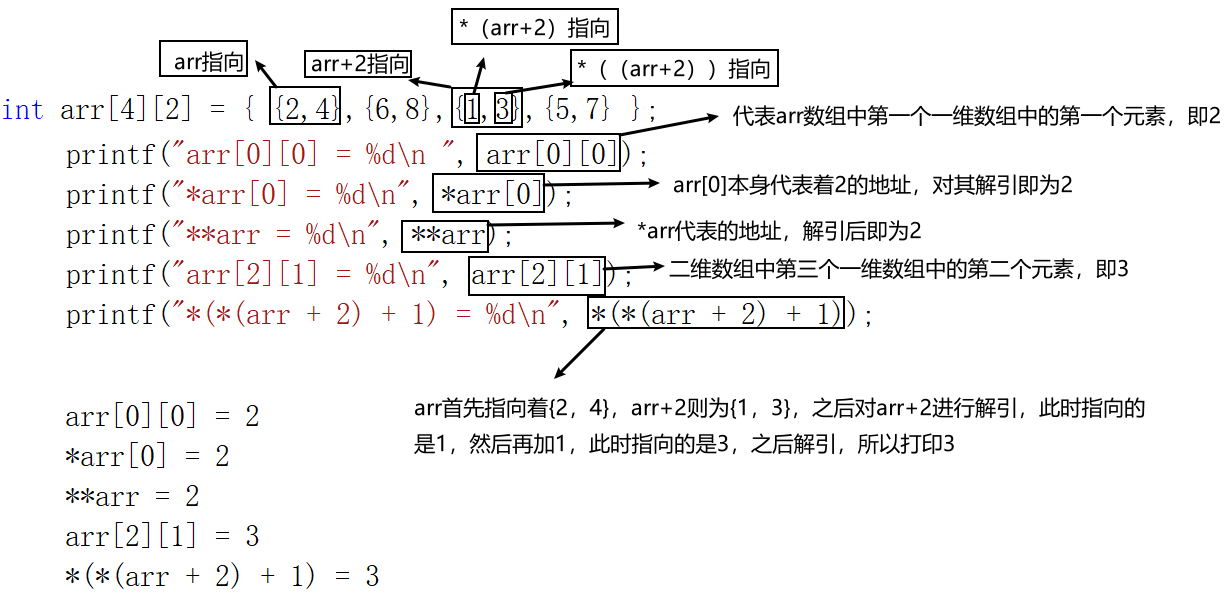 *（arr+2）指向
arr指向
arr+2指向
*（（arr+2））指向
int arr[4][2] = { {2,4},{6,8},{1,3},{5,7} };
代表arr数组中第一个一维数组中的第一个元素，即2
printf("arr[0][0] = %d\n ", arr[0][0]);
printf("*arr[0] = %d\n", *arr[0]);
arr[0]本身代表着2的地址，对其解引即为2
printf("**arr = %d\n", **arr);
*arr代表的地址，解引后即为2
printf("arr[2][1] = %d\n", arr[2][1]);
二维数组中第三个一维数组中的第二个元素，即3
printf("*(*(arr + 2) + 1) = %d\n", *(*(arr + 2) + 1));
arr首先指向着{2，4}，arr+2则为{1，3}，之后对arr+2进行解引，此时指向的
是1，然后再加1，此时指向的是3，之后解引，所以打印3
arr[0][0] = 2
*arr[0] = 2
**arr = 2
arr[2][1] = 3
*(*(arr + 2) + 1) = 3